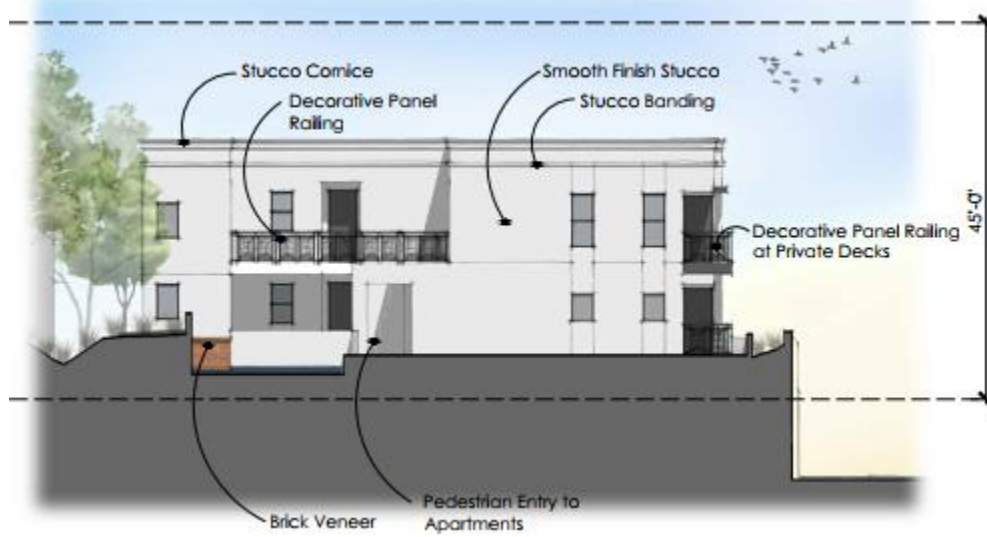 Stucco Cornice
Smooth Finish Stucco
Decorative Panel
Railing
Stucco Banding
45'-0"
Decorative Panel Railing
at Private Decks
Pedestrian Entry to
Apartments
Brick Veneer